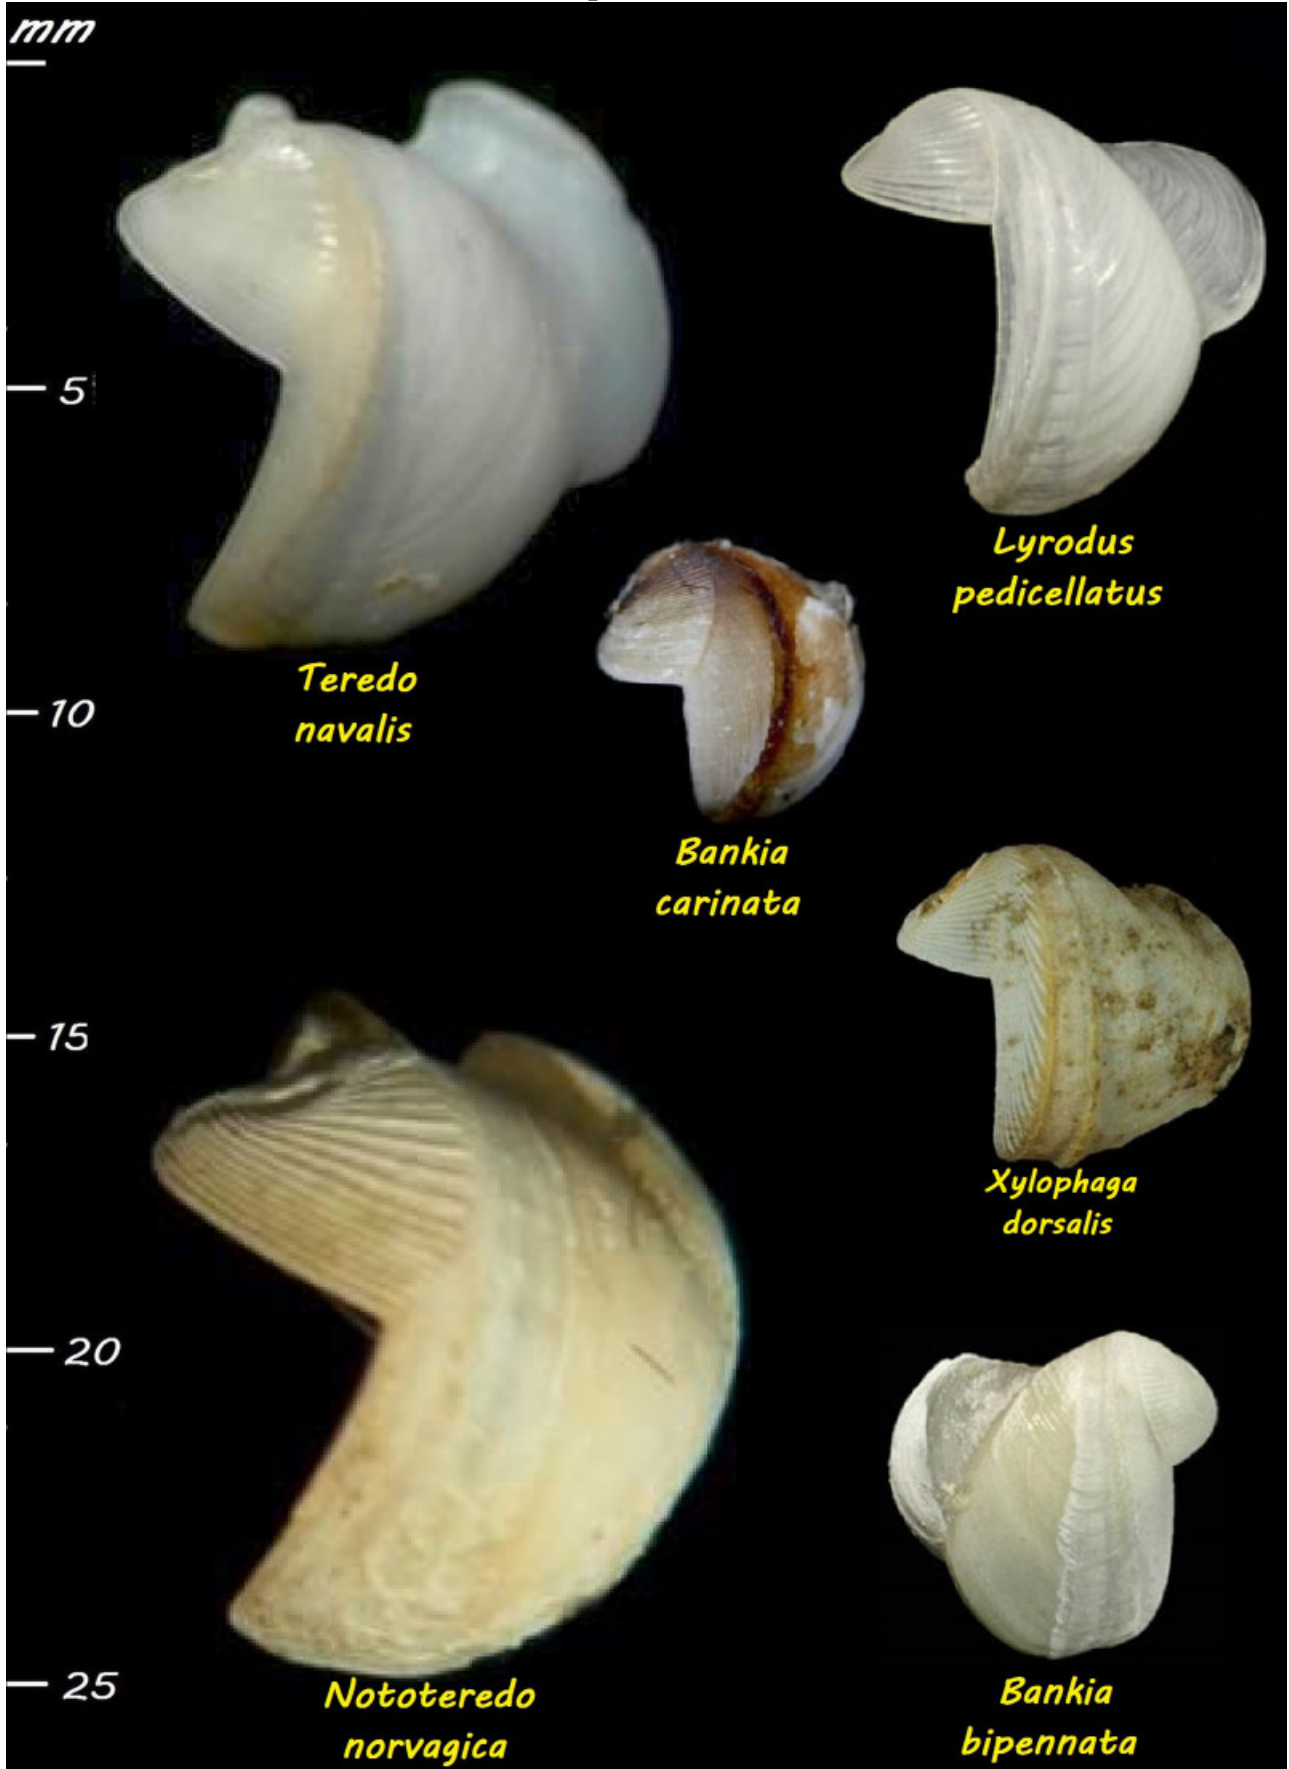 mm
5
Lyrodus
pedicellatus
Teredo
navalis
10
Bankia
carinata
15
Xylophaga
dorsalis
20
25
Nototeredo
norvagica
Bankia
bipennata